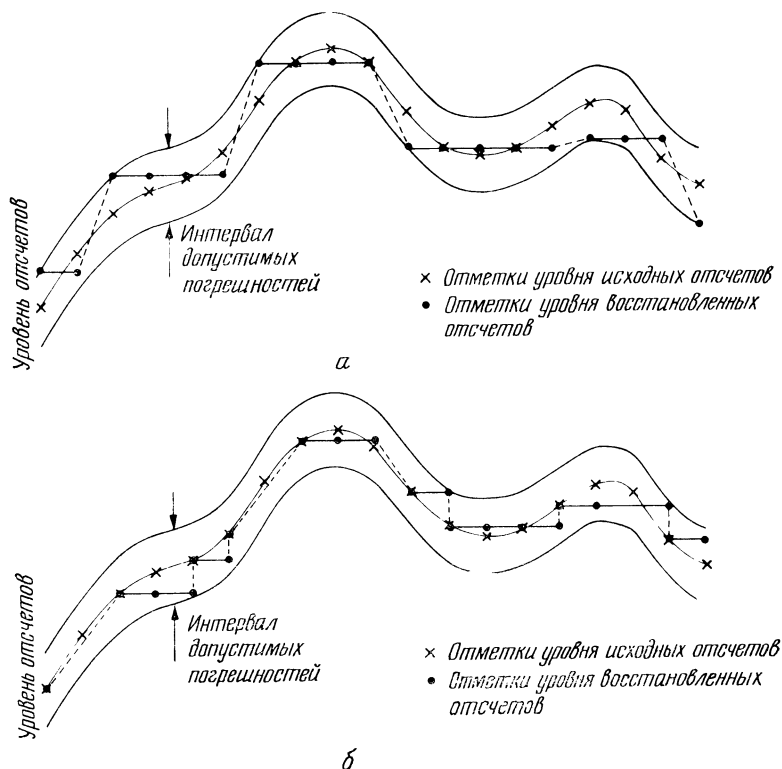 Уровень отсчетов
Интервал
допустимых
погрешностей
× Отметки уровня исходных отсчетов
• Отметки уровня восстановленных
отсчетов
а
Уровень отсчетов
Интервал
допустимых
погрешностей
× Отметки уровня исходных отсчетов
• Отметки уровня восстановленных
отсчетов
б